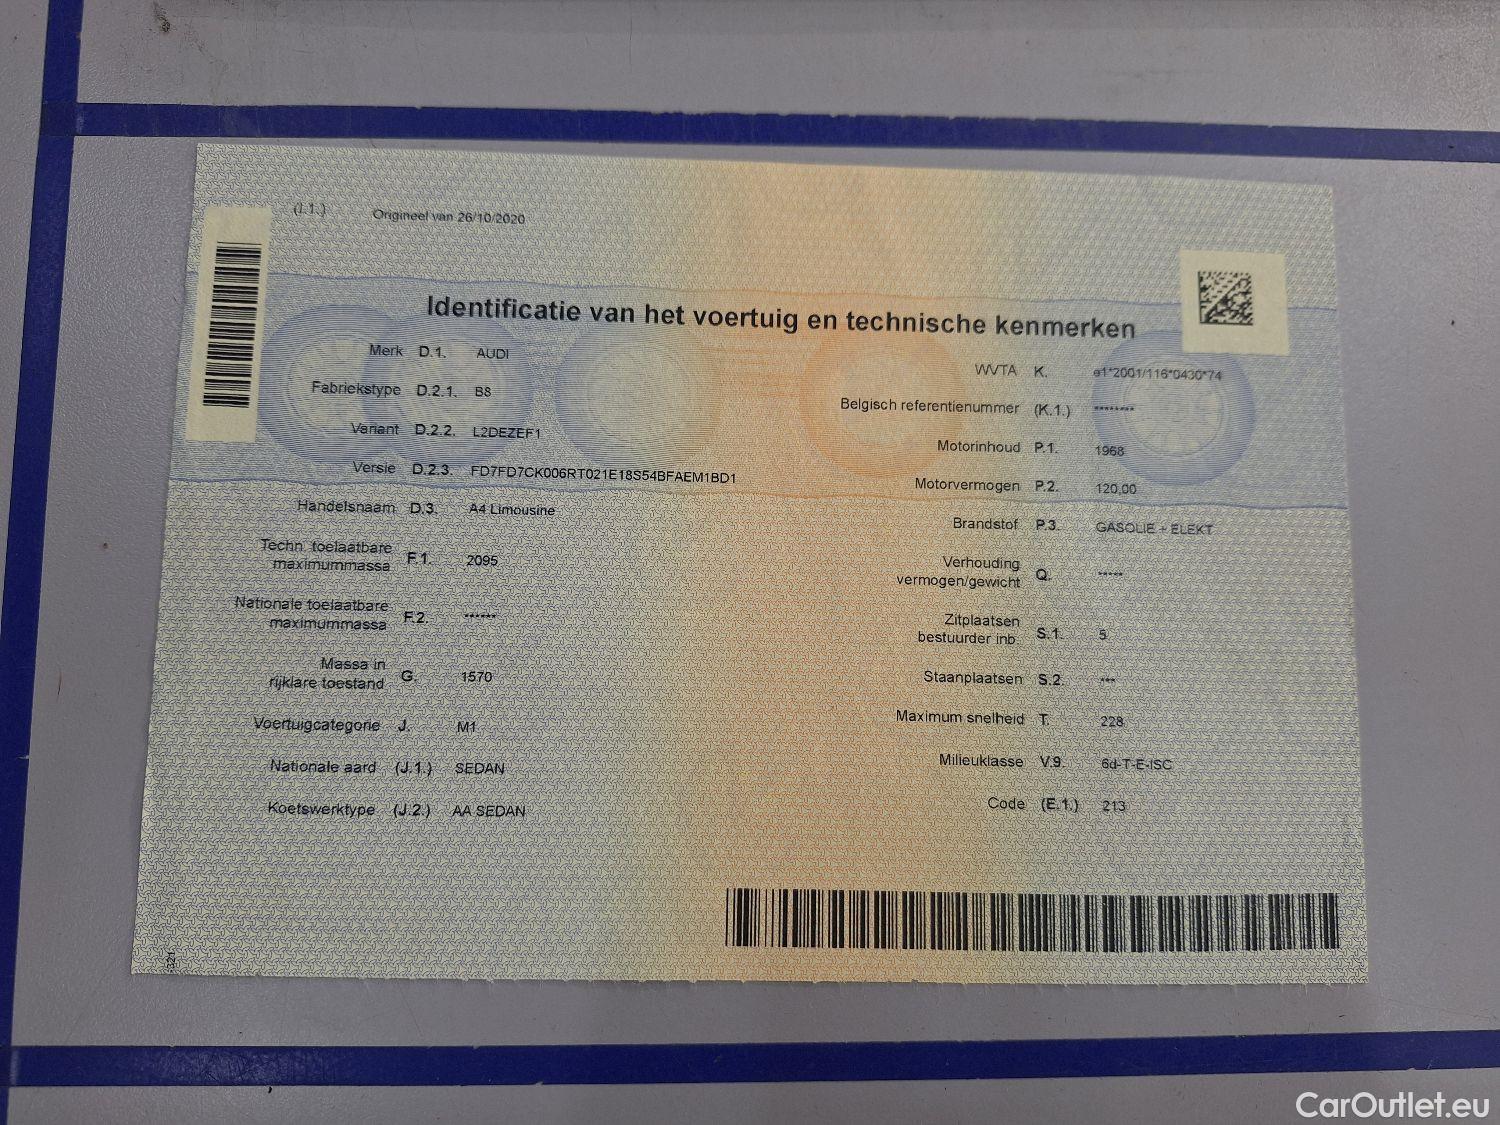 (I.1.) Origineel van 26/10/2020
Identificatie van het voertuig en technische kenmerken
Merk D.1. AUDI
Fabriekstype D.2.1. B8
Variant D.2.2. L2DEZEF1
Versie D.2.3. FD7FD7CK006RT021E18S54BFAEM1BD1
Handelsnaam D.3. A4 Limousine
Techn. toelaatbare
maximummassa F.1. 2095
Nationale toelaatbare
maximummassa F.2. ******
Massa in
rijklare toestand G. 1570
Voertuigcategorie J. M1
Nationale aard (J.1.) SEDAN
Koetswerktype (J.2.) AA SEDAN
WVTA K. e1*2001/116*0430*74
Belgisch referentienummer (K.1.) ********
Motorinhoud P.1. 1968
Motorvermogen P.2. 120,00
Brandstof P.3. GASOLIE + ELEKT
Verhouding
vermogen/gewicht Q. *****
Zitplaatsen
bestuurder inb. S.1. 5
Staanplaatsen S.2. ***
Maximum snelheid T. 228
Milieuklasse V.9. 6d-T-E-ISC
Code (E.1.) 213
321
CarOutlet.eu